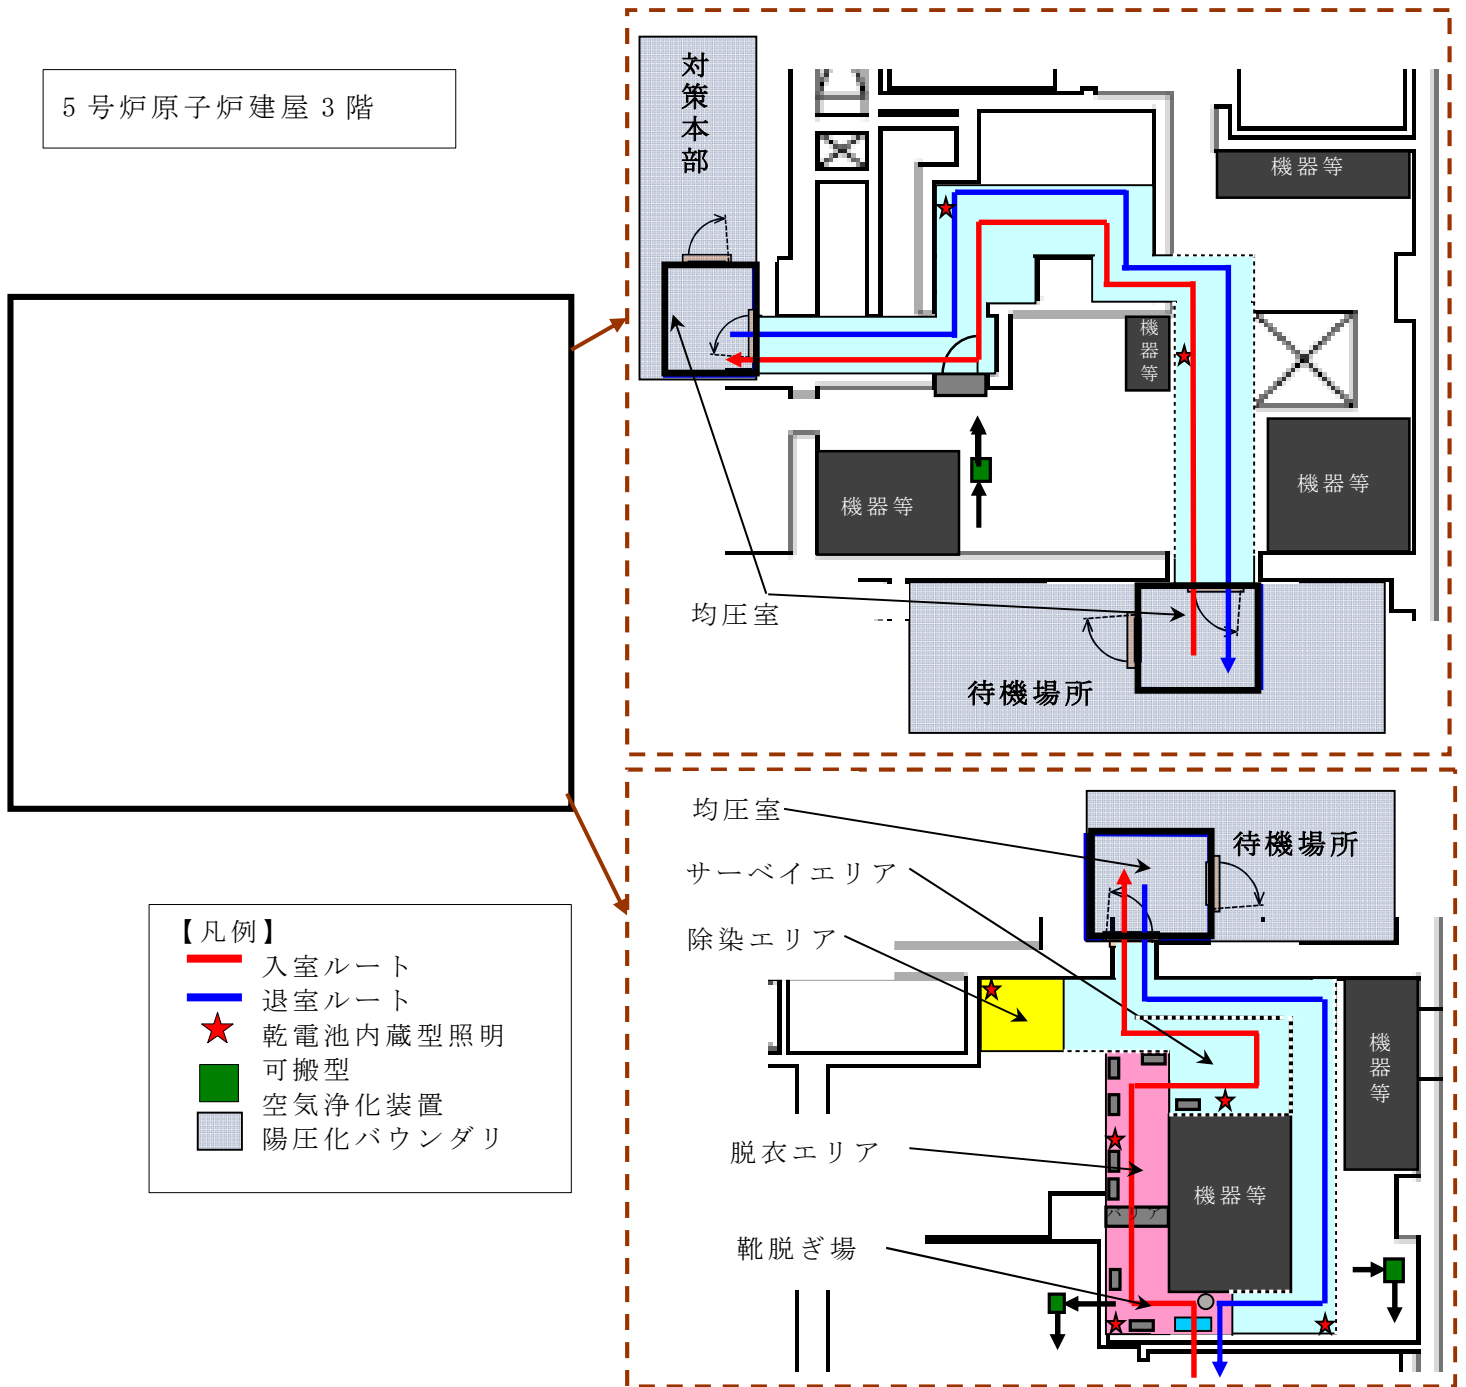 5号炉原子炉建屋3階
対策本部
機器等
機器等
機器等
機器等
均圧室
待機場所
均圧室
待機場所
サーベイエリア
除染エリア
機器等
脱衣エリア
機器等
バリア
靴脱ぎ場
【凡例】
入室ルート
退室ルート
乾電池内蔵型照明
可搬型
空気浄化装置
陽圧化バウンダリ